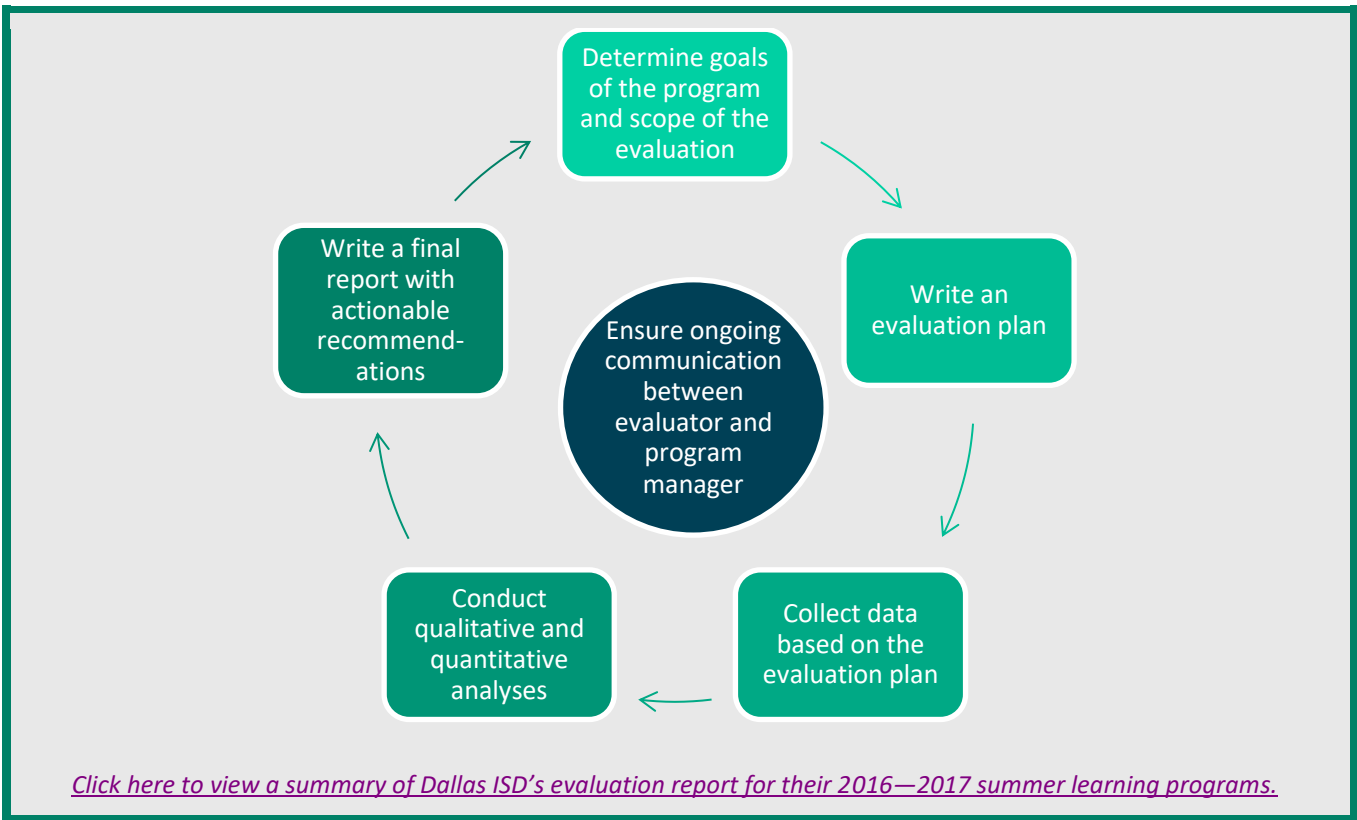 Determine goals
of the program
and scope of the
evaluation
Write an
evaluation plan
Collect data
based on the
evaluation plan
Conduct
qualitative and
quantitative
analyses
Write a final
report with
actionable
recommend-
ations
Ensure ongoing
communication
between
evaluator and
program
manager
Click here to view a summary of Dallas ISD’s evaluation report for their 2016—2017 summer learning programs.